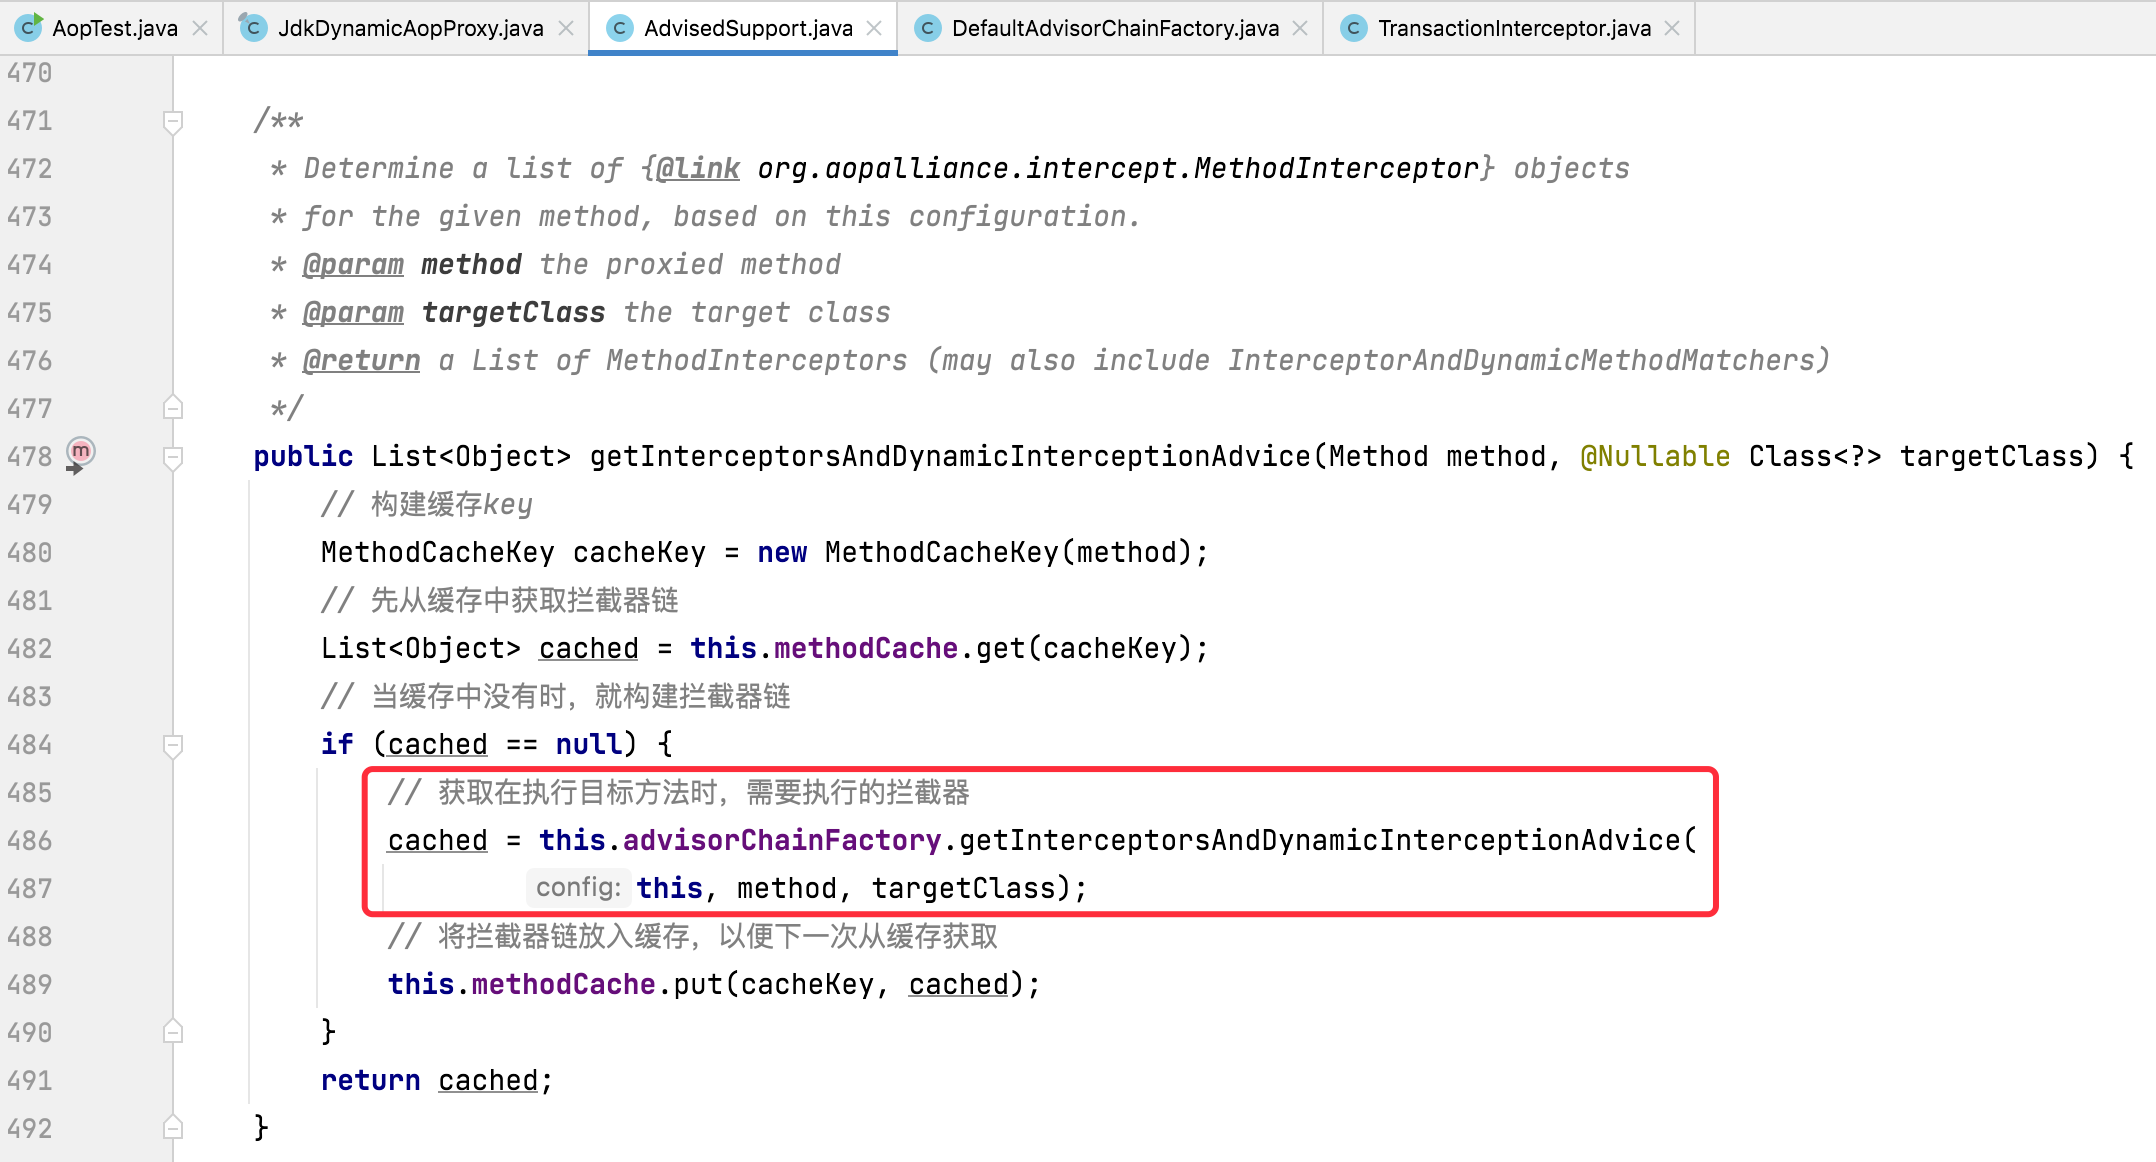 AopTest.java JdkDynamicAopProxy.java AdvisedSupport.java DefaultAdvisorChainFactory.java TransactionInterceptor.java
470
471 /**
472 * Determine a list of {@link org.aopalliance.intercept.MethodInterceptor} objects
473 * for the given method, based on this configuration.
474 * @param method the proxied method
475 * @param targetClass the target class
476 * @return a List of MethodInterceptors (may also include InterceptorAndDynamicMethodMatchers)
477 */
478 public List<Object> getInterceptorsAndDynamicInterceptionAdvice(Method method, @Nullable Class<?> targetClass) {
479 // 构建缓存key
480 MethodCacheKey cacheKey = new MethodCacheKey(method);
481 // 先从缓存中获取拦截器链
482 List<Object> cached = this.methodCache.get(cacheKey);
483 // 当缓存中没有时，就构建拦截器链
484 if (cached == null) {
485 // 获取在执行目标方法时，需要执行的拦截器
486 cached = this.advisorChainFactory.getInterceptorsAndDynamicInterceptionAdvice(
487 config: this, method, targetClass);
488 // 将拦截器链放入缓存，以便下一次从缓存获取
489 this.methodCache.put(cacheKey, cached);
490 }
491 return cached;
492 }